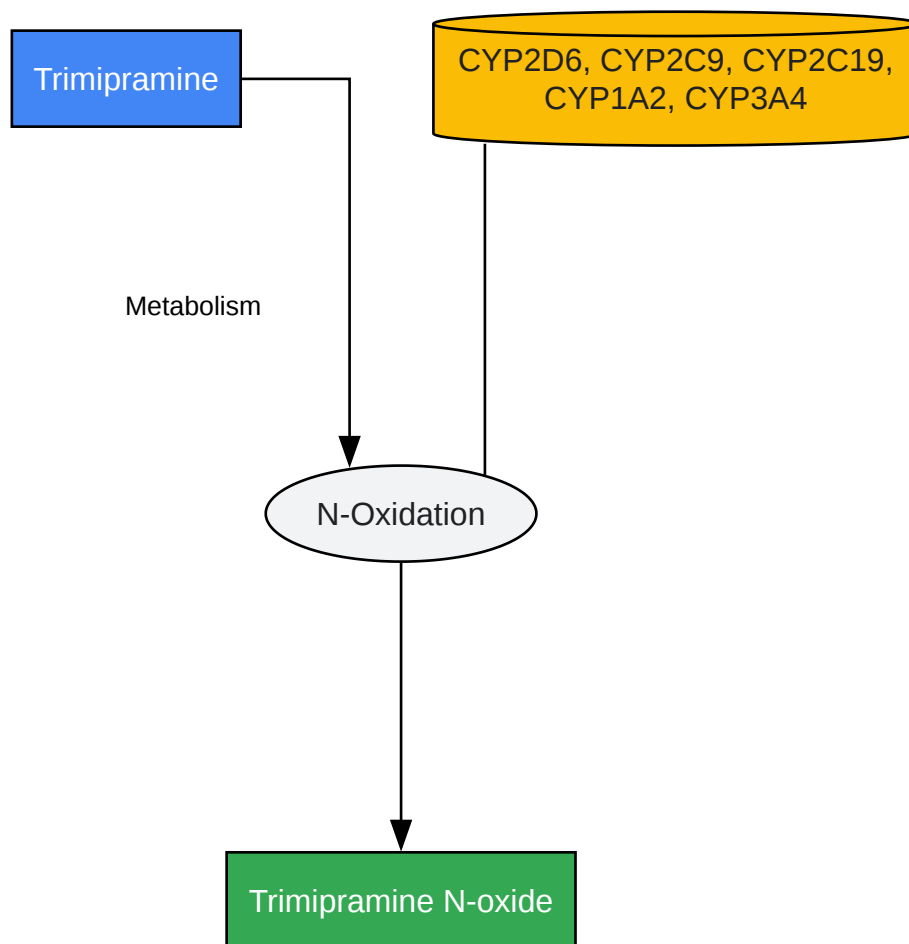 Trimipramine
CYP2D6, CYP2C9, CYP2C19,
CYP1A2, CYP3A4
Metabolism
N-Oxidation
Trimipramine N-oxide